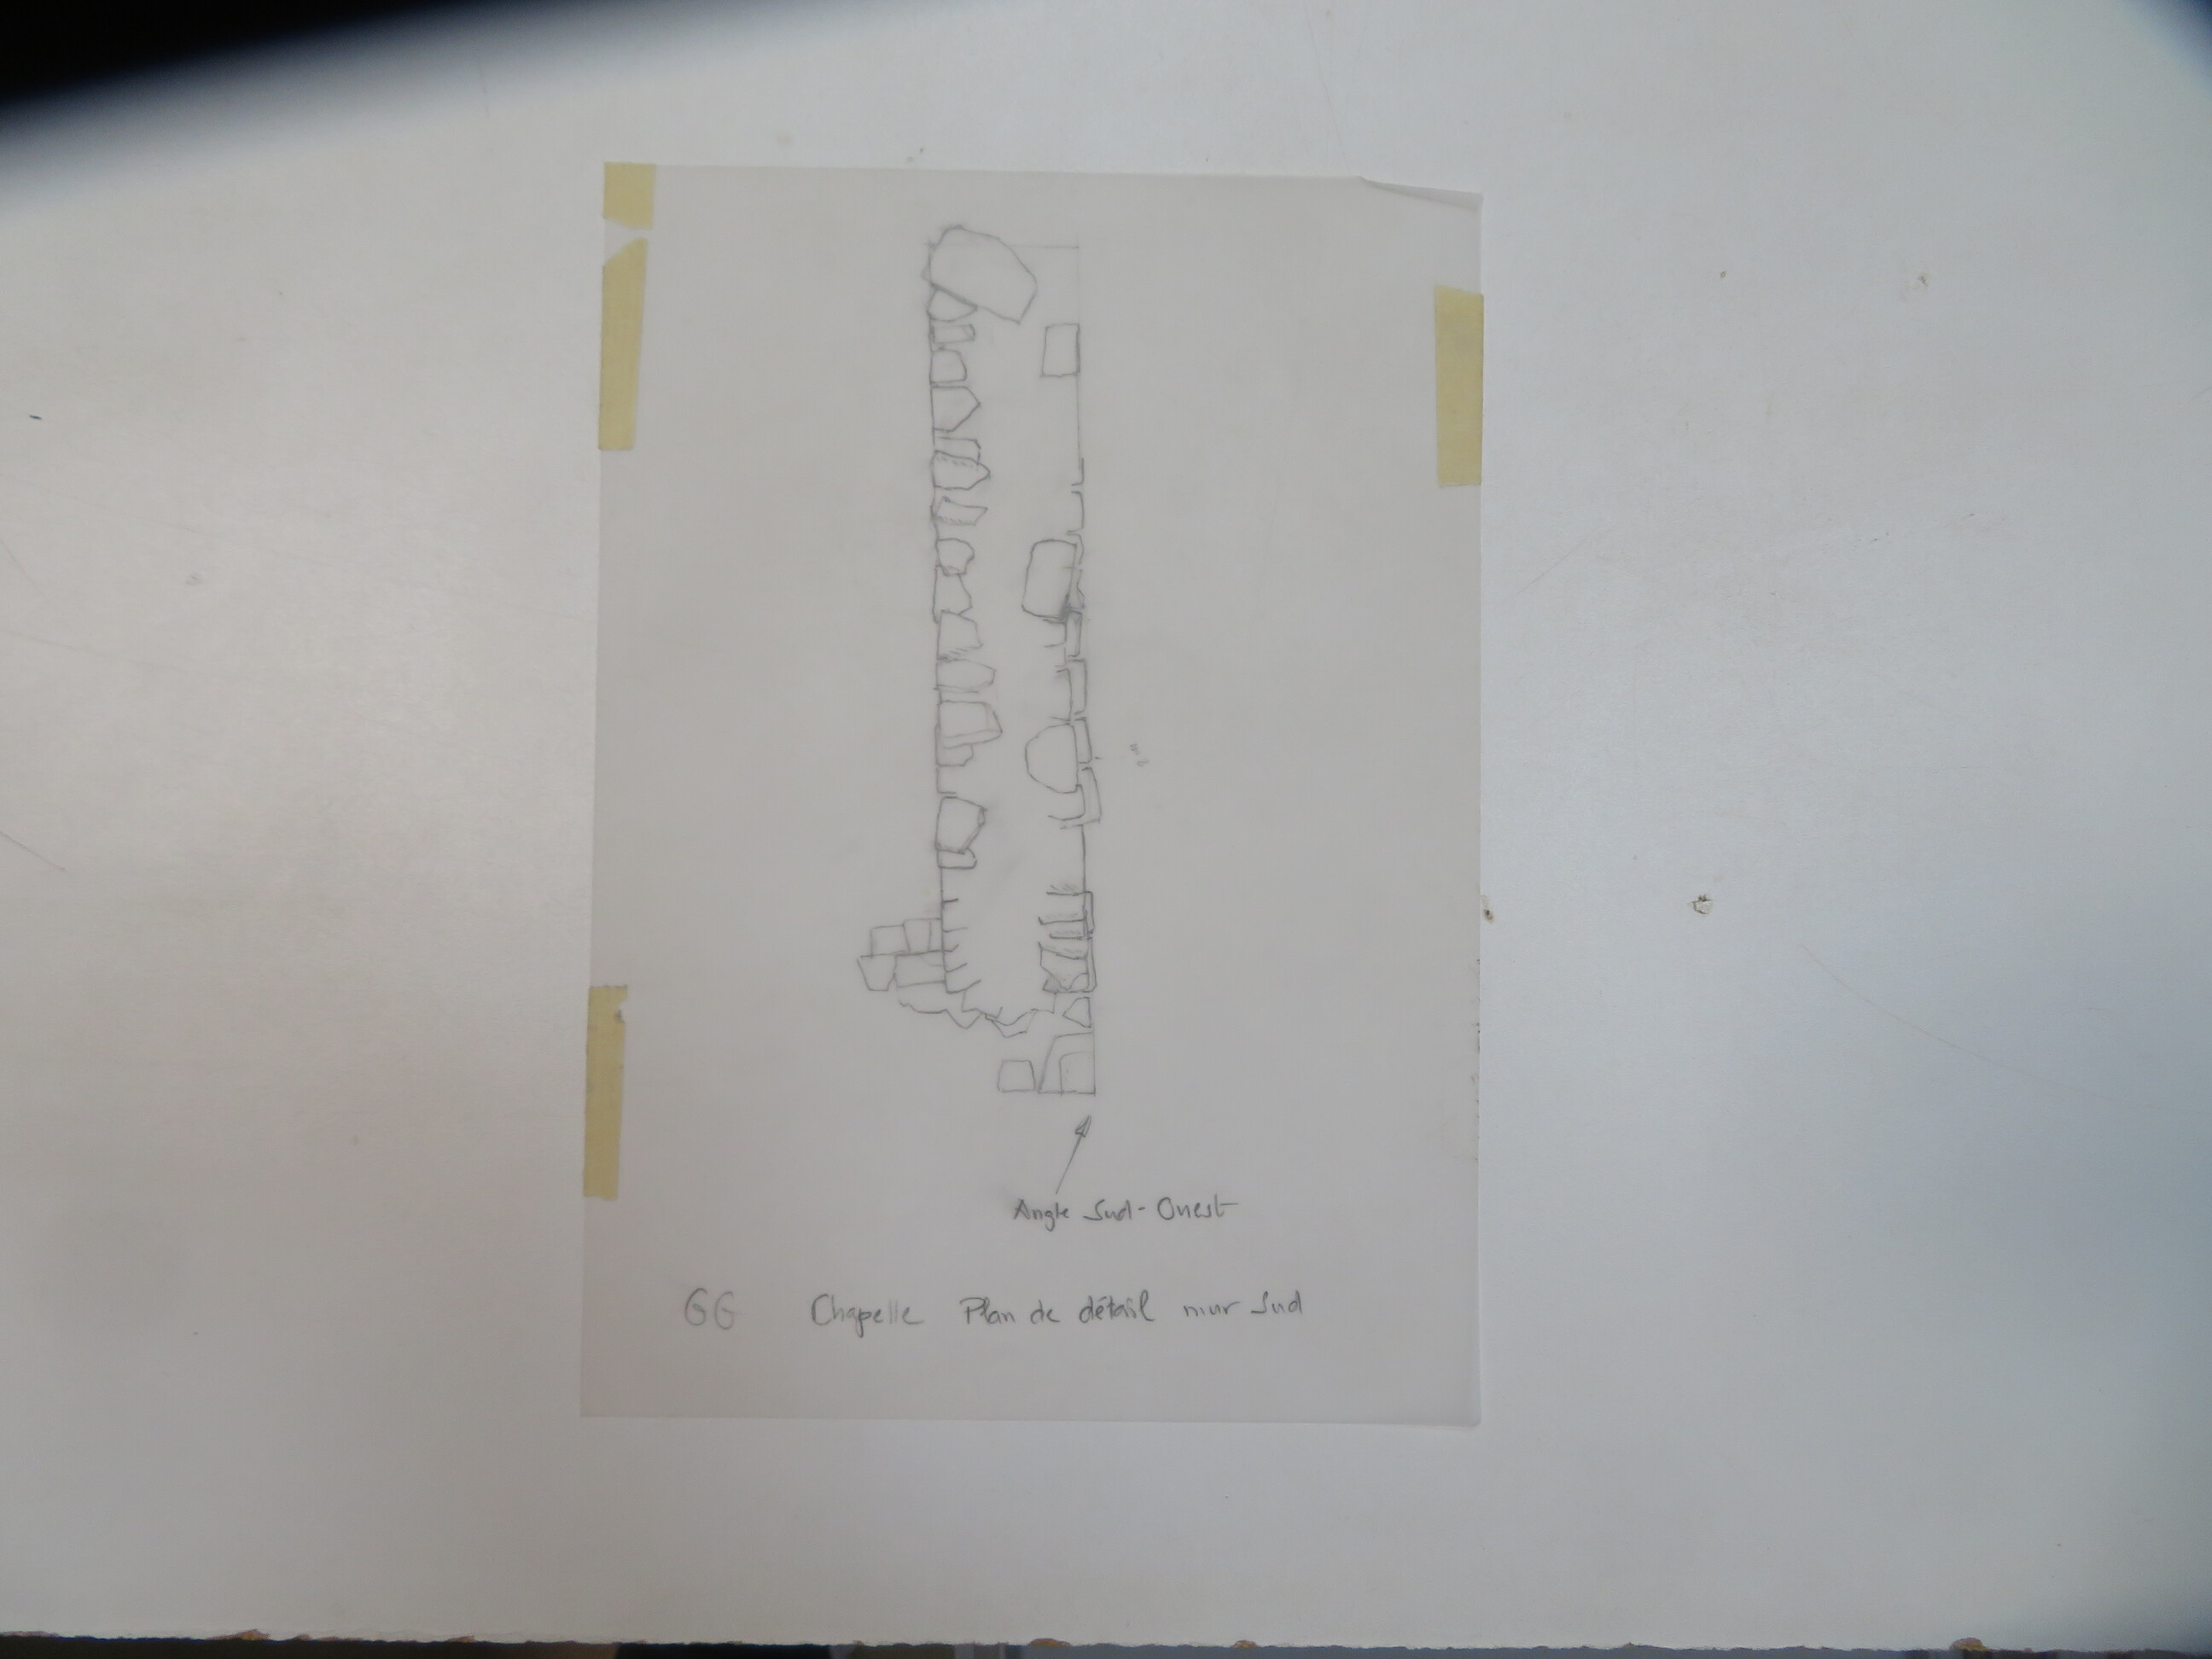 Angle Sud-Ouest
GG Chapelle Plan de détail mur Sud